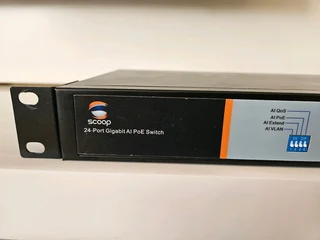 scoop
24-Port Gigabit AI PoE Switch
AI QoS
AI PoE
AI Extend
AI VLAN